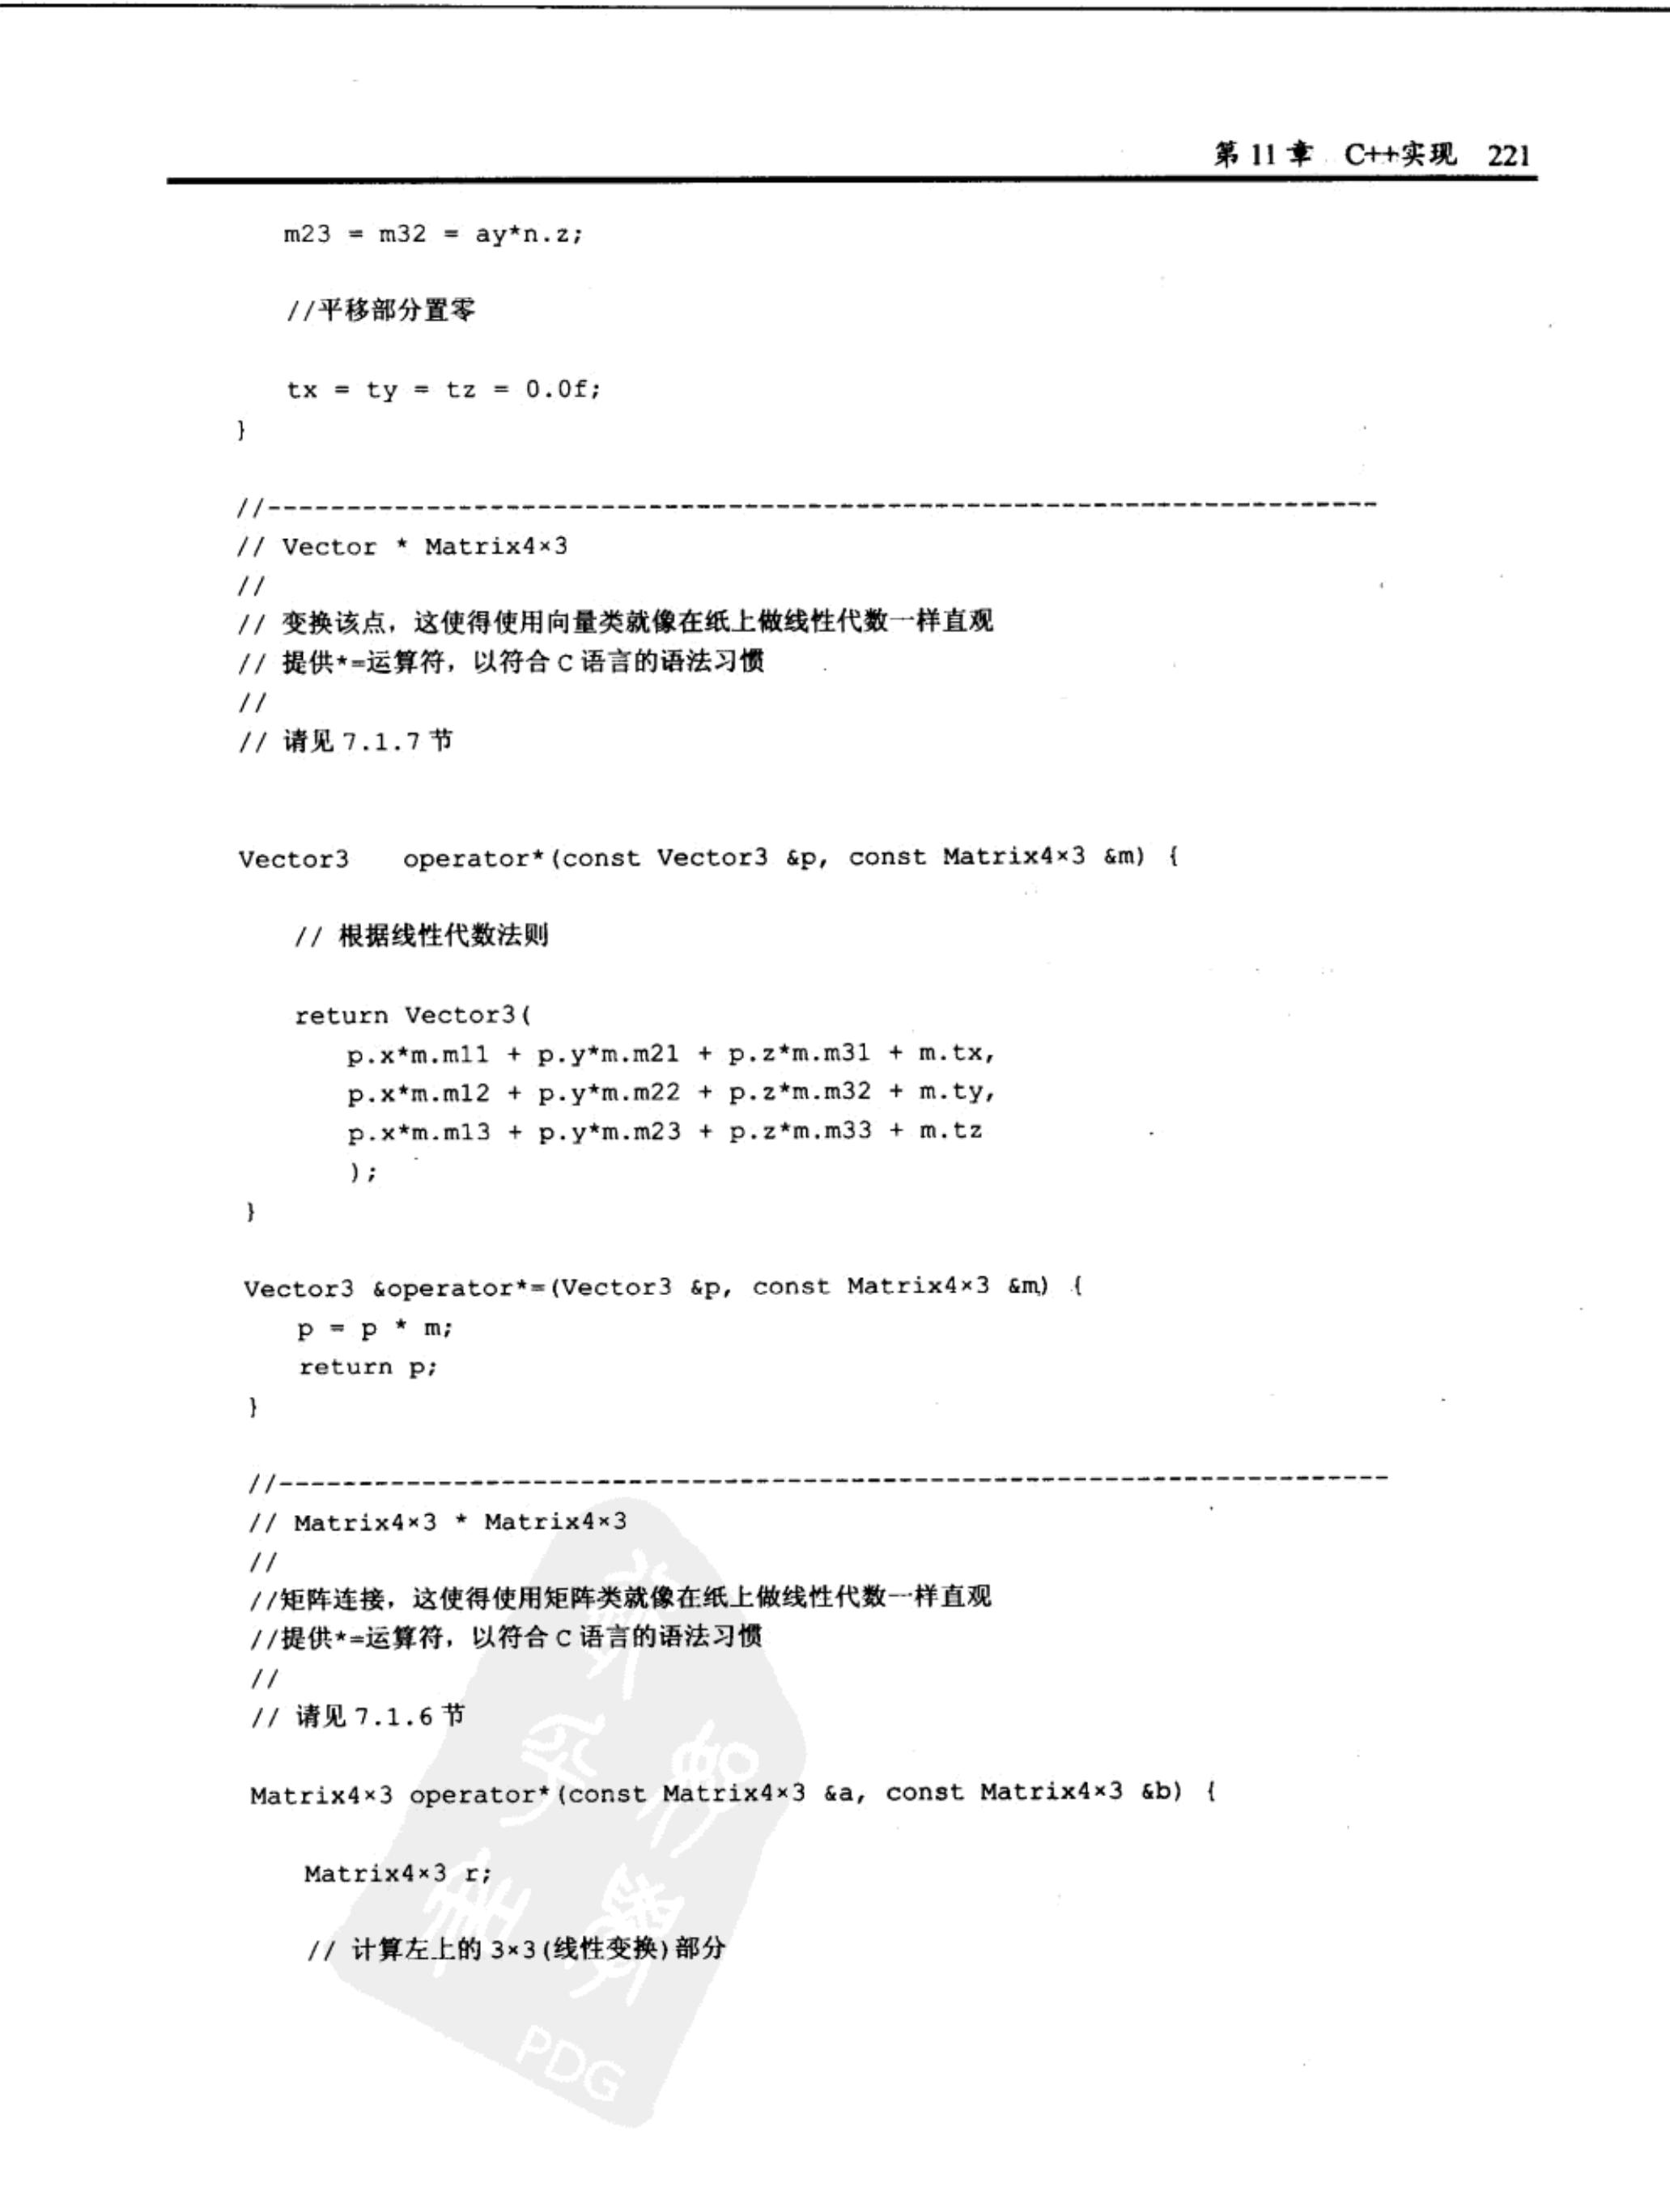 第 11 章 C++实现 221
m23 = m32 = ay*n.z;
//平移部分置零
tx = ty = tz = 0.0f;
}
//----------------------------------------------------------------------
// Vector * Matrix4×3
//
// 变换该点，这使得使用向量类就像在纸上做线性代数一样直观
// 提供*=运算符，以符合 C 语言的语法习惯
//
// 请见 7.1.7 节
Vector3 operator*(const Vector3 &p, const Matrix4×3 &m) {
// 根据线性代数法则
return Vector3(
p.x*m.m11 + p.y*m.m21 + p.z*m.m31 + m.tx,
p.x*m.m12 + p.y*m.m22 + p.z*m.m32 + m.ty,
p.x*m.m13 + p.y*m.m23 + p.z*m.m33 + m.tz
);
}
Vector3 &operator*=(Vector3 &p, const Matrix4×3 &m) {
p = p * m;
return p;
}
//----------------------------------------------------------------------
// Matrix4×3 * Matrix4×3
//
//矩阵连接，这使得使用矩阵类就像在纸上做线性代数一样直观
//提供*=运算符，以符合 C 语言的语法习惯
//
// 请见 7.1.6 节
Matrix4×3 operator*(const Matrix4×3 &a, const Matrix4×3 &b) {
Matrix4×3 r;
// 计算左上的 3×3(线性变换)部分
PDG